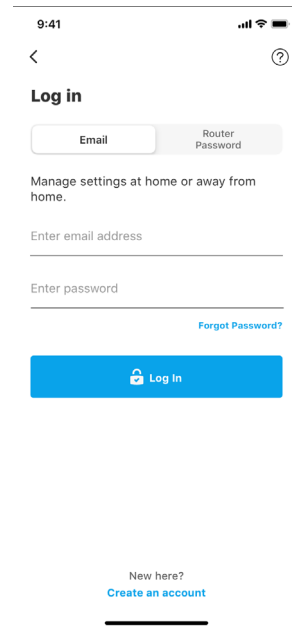 9:41
Log in
Email
Router
Password
Manage settings at home or away from
home.
Enter email address
Enter password
Forgot Password?
Log In
New here?
Create an account